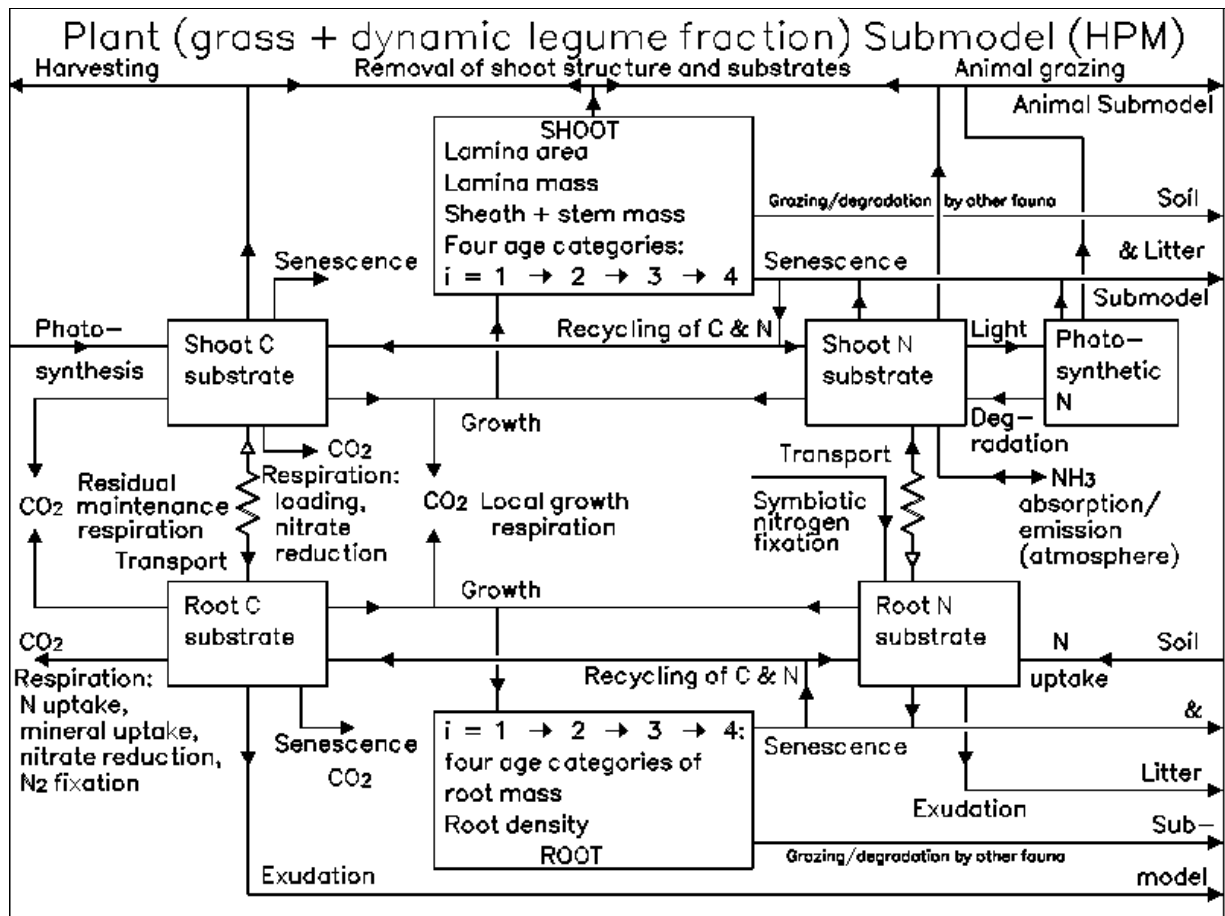 Plant (grass + dynamic legume fraction) Submodel (HPM)
Harvesting
Removal of shoot structure and substrates
Animal grazing
Animal Submodel
SHOOT
Lamina area
Lamina mass
Sheath + stem mass
Four age categories:
i = 1 → 2 → 3 → 4
Grazing/degradation by other fauna
Soil
Senescence
Senescence
& Litter
Submodel
Photo-
synthesis
Shoot C
substrate
Recycling of C & N
Shoot N
substrate
Light
Photo-
synthetic
N
Growth
Deg-
radation
CO2
Respiration:
loading,
nitrate
reduction
CO2
Residual
maintenance
respiration
CO2 Local growth
respiration
Transport
Symbiotic
nitrogen
fixation
NH3
absorption/
emission
(atmosphere)
Transport
Root C
substrate
Growth
Root N
substrate
N
uptake
Soil
CO2
Respiration:
N uptake,
mineral uptake,
nitrate reduction,
N2 fixation
Recycling of C & N
Senescence
CO2
i = 1 → 2 → 3 → 4:
four age categories of
root mass
Root density
ROOT
Senescence
&
Litter
Exudation
Sub-
Grazing/degradation by other fauna
Exudation
model